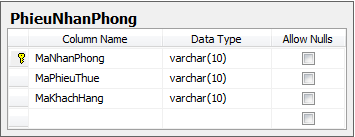 PhieuNhanPhong
Column Name Data Type Allow Nulls
MaNhanPhong varchar(10)
MaPhieuThue varchar(10)
MaKhachHang varchar(10)